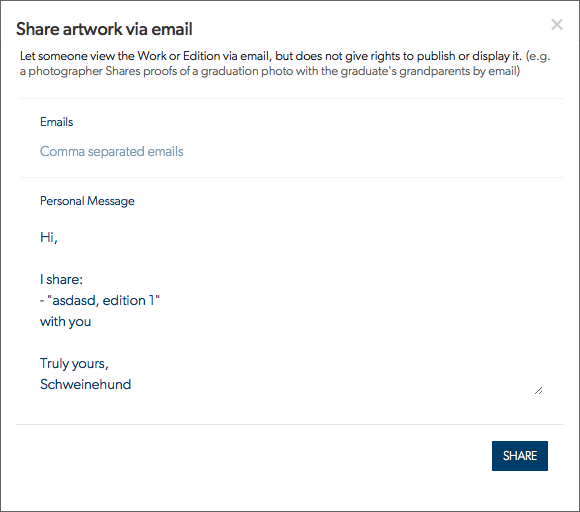 Share artwork via email
Let someone view the Work or Edition via email, but does not give rights to publish or display it. (e.g.
a photographer Shares proofs of a graduation photo with the graduate's grandparents by email)
Emails
Comma separated emails
Personal Message
Hi,
I share:
- "asdasd, edition 1"
with you
Truly yours,
Schweinehund
SHARE